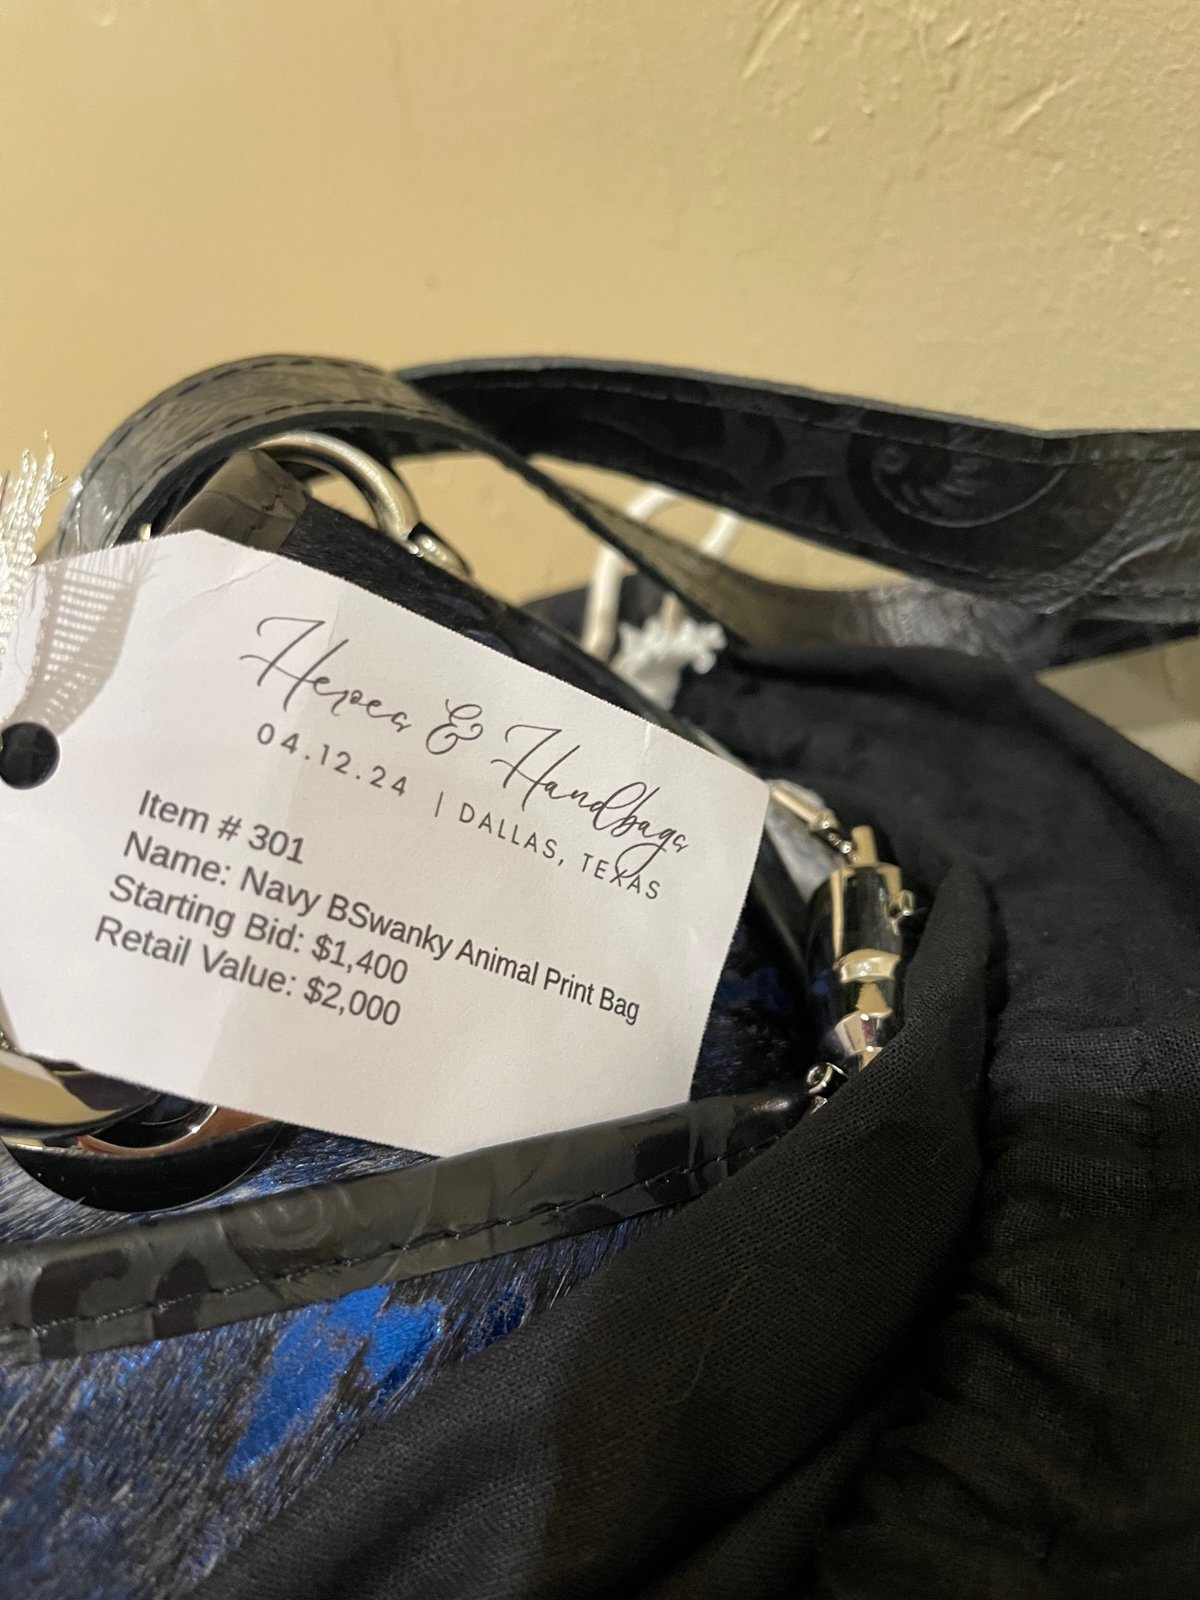 Heroes & Handbags
04.12.24 | DALLAS, TEXAS
Item # 301
Name: Navy BSwanky Animal Print Bag
Starting Bid: $1,400
Retail Value: $2,000